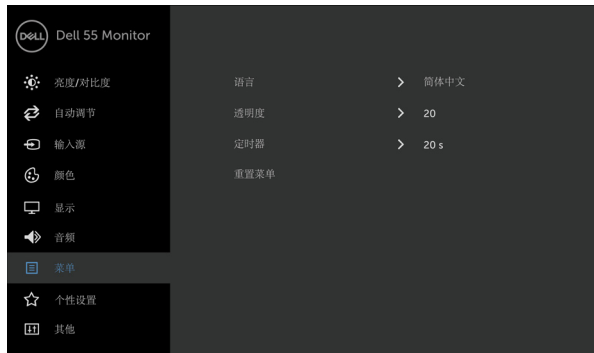 DELL Dell 55 Monitor
亮度/对比度
语言 简体中文
自动调节
透明度 20
输入源
定时器 20 s
颜色
重置菜单
显示
音频
菜单
个性设置
其他